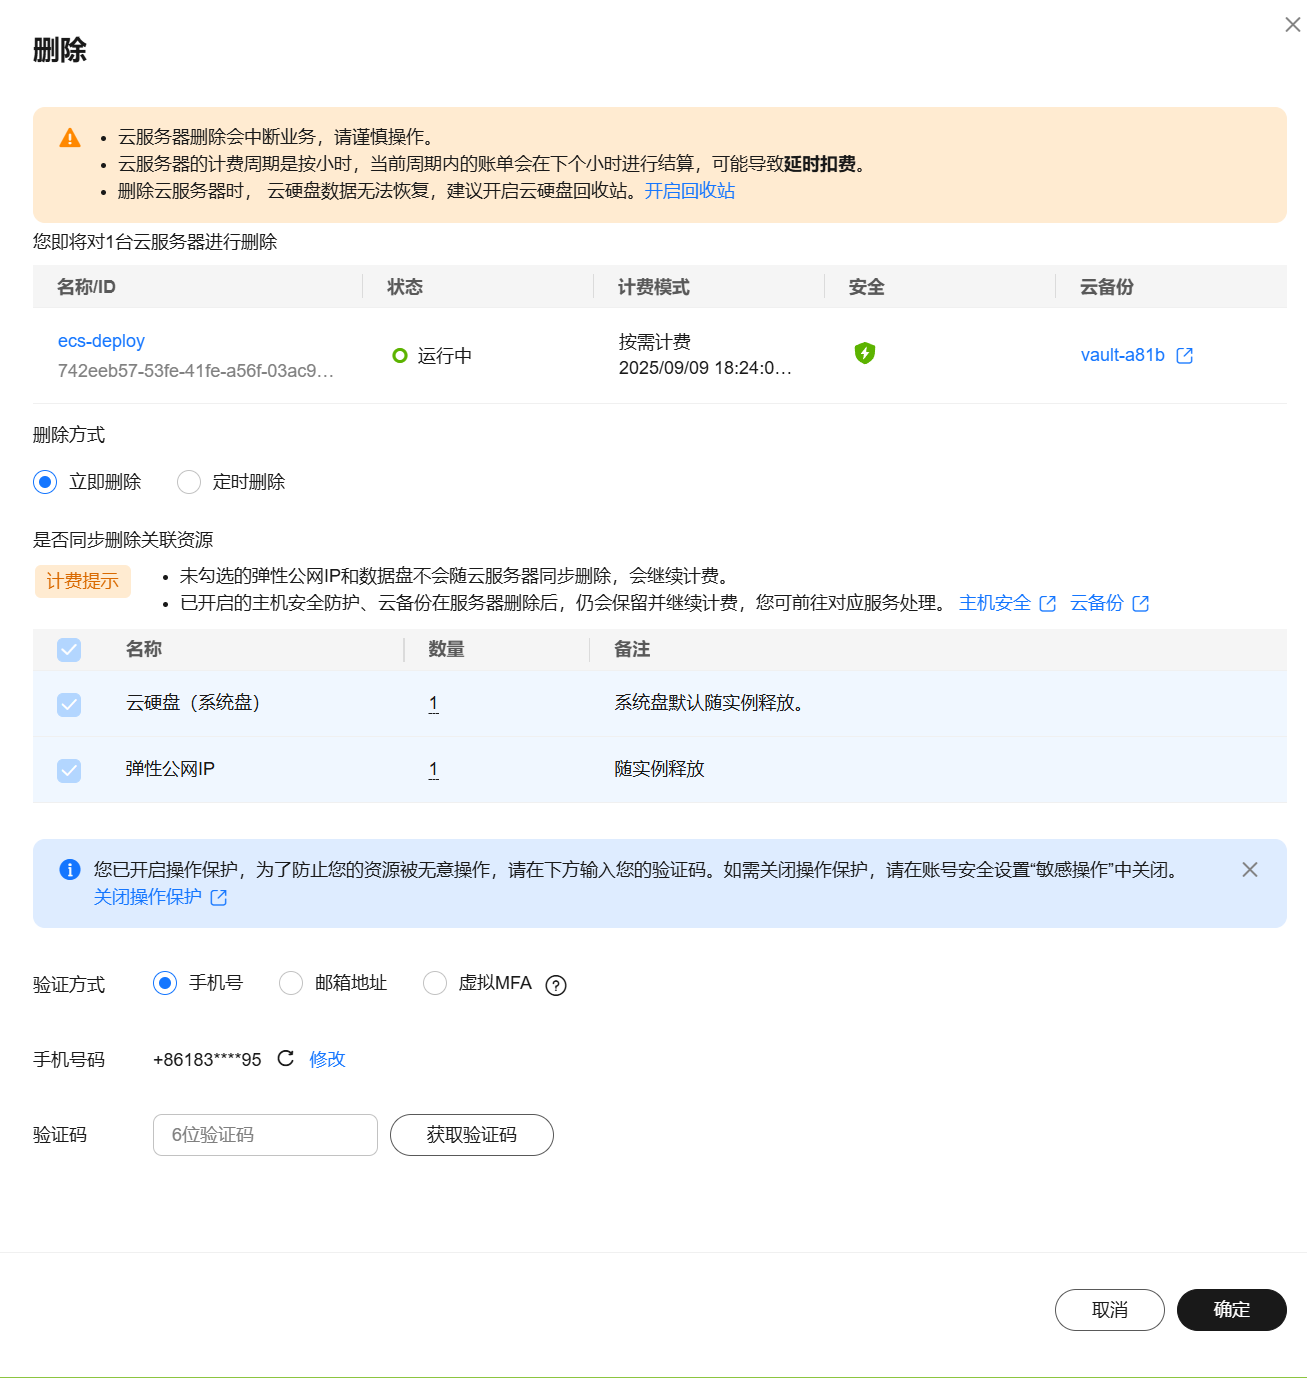 删除
云服务器删除会中断业务，请谨慎操作。
云服务器的计费周期是按小时，当前周期内的账单会在下个小时进行结算，可能导致延时扣费。
删除云服务器时， 云硬盘数据无法恢复，建议开启云硬盘回收站。开启回收站
您即将对1台云服务器进行删除
名称/ID 状态 计费模式 安全 云备份
ecs-deploy 运行中 按需计费 vault-a81b
742eeb57-53fe-41fe-a56f-03ac9... 2025/09/09 18:24:0...
删除方式
立即删除 定时删除
是否同步删除关联资源
计费提示 未勾选的弹性公网IP和数据盘不会随云服务器同步删除，会继续计费。
已开启的主机安全防护、云备份在服务器删除后，仍会保留并继续计费，您可前往对应服务处理。 主机安全 云备份
名称 数量 备注
云硬盘（系统盘） 1 系统盘默认随实例释放。
弹性公网IP 1 随实例释放
您已开启操作保护，为了防止您的资源被无意操作，请在下方输入您的验证码。如需关闭操作保护，请在账号安全设置“敏感操作”中关闭。
关闭操作保护
验证方式 手机号 邮箱地址 虚拟MFA
手机号码 +86183****95 修改
验证码 6位验证码 获取验证码
取消 确定